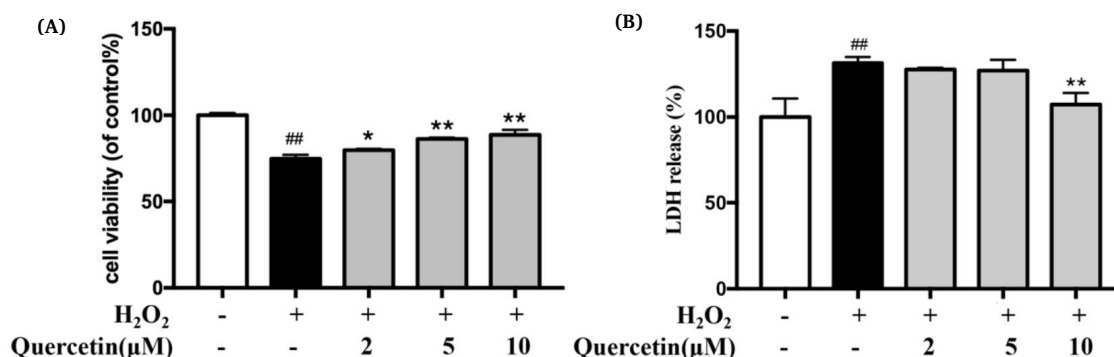 (A)
150
100
50
0
cell viability (of control%)
##
*
**
**
H₂O₂ - + + + +
Quercetin(μM) - - 2 5 10
(B)
150
100
50
0
LDH release (%)
##
**
H₂O₂ - + + + +
Quercetin(μM) - - 2 5 10